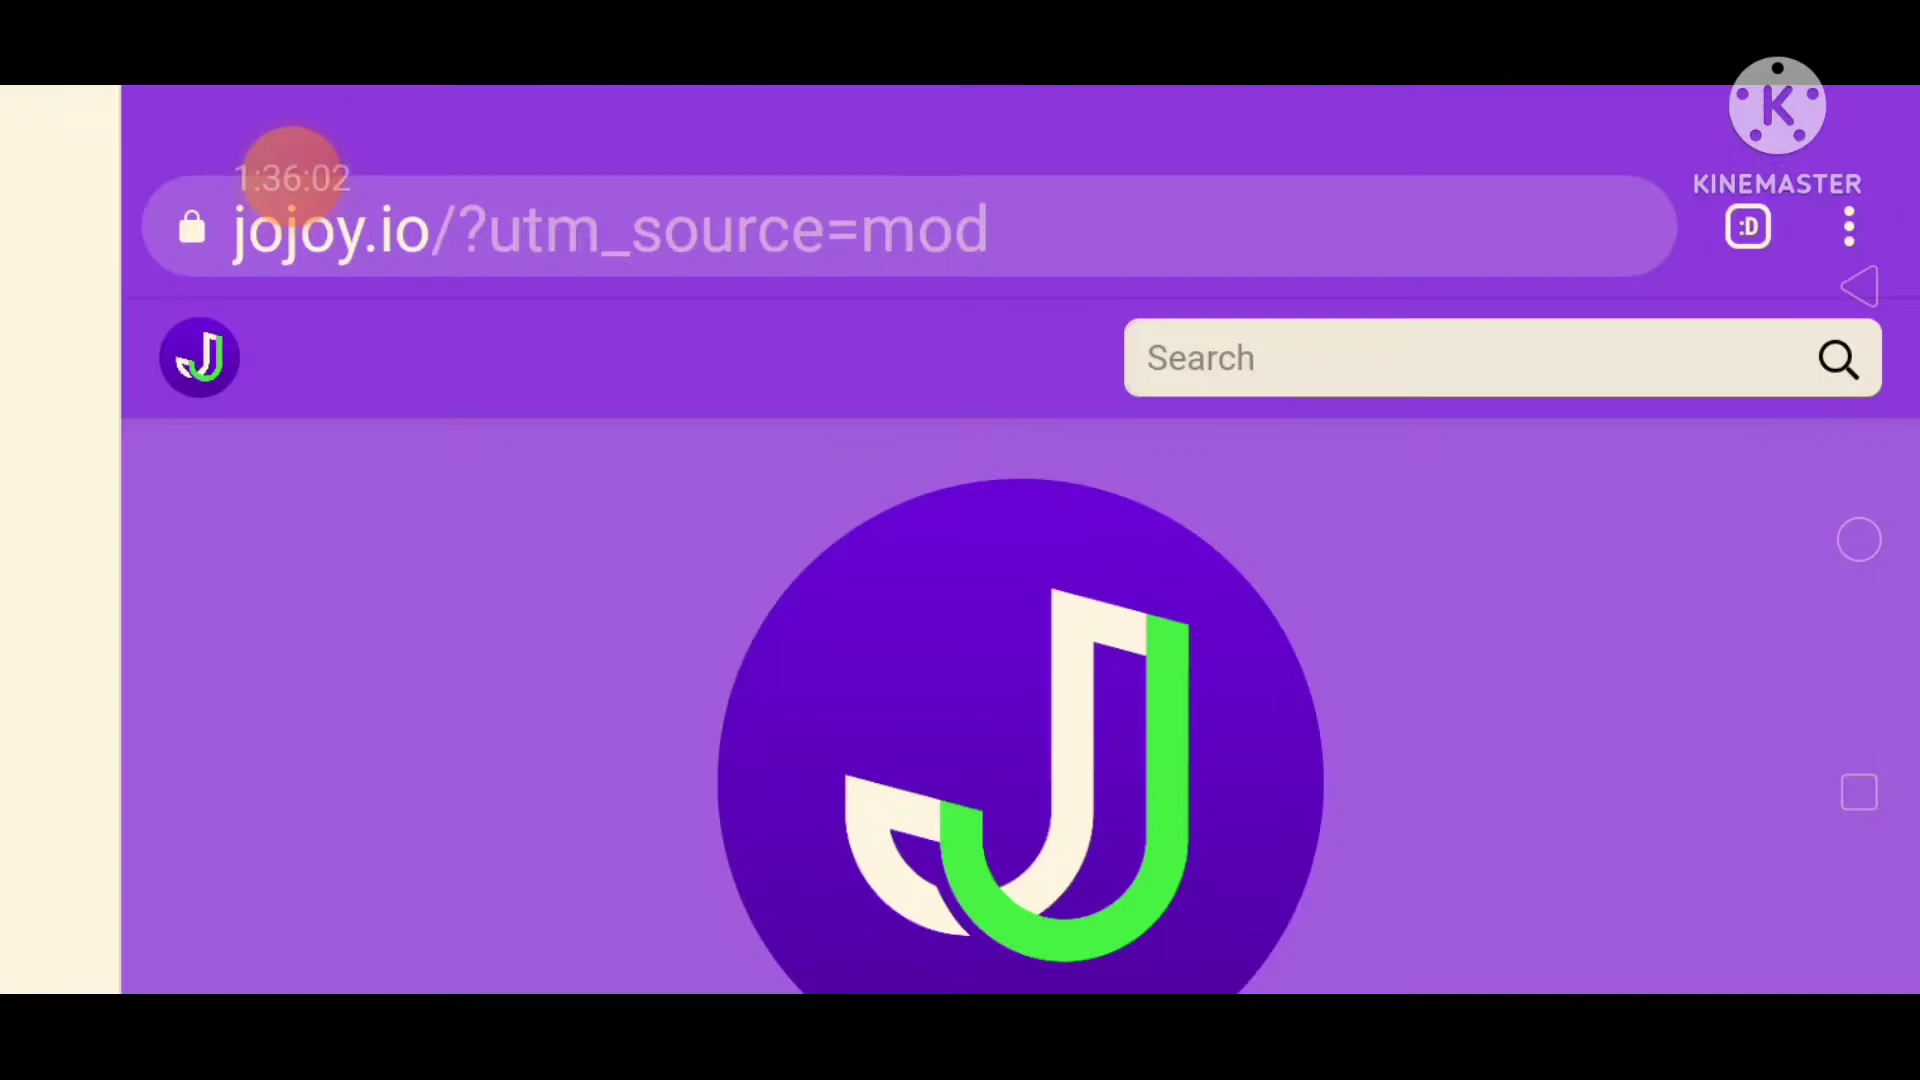 K
KINEMASTER
1:36:02
jojoy.io/?utm_source=mod
:D
J
Search
J